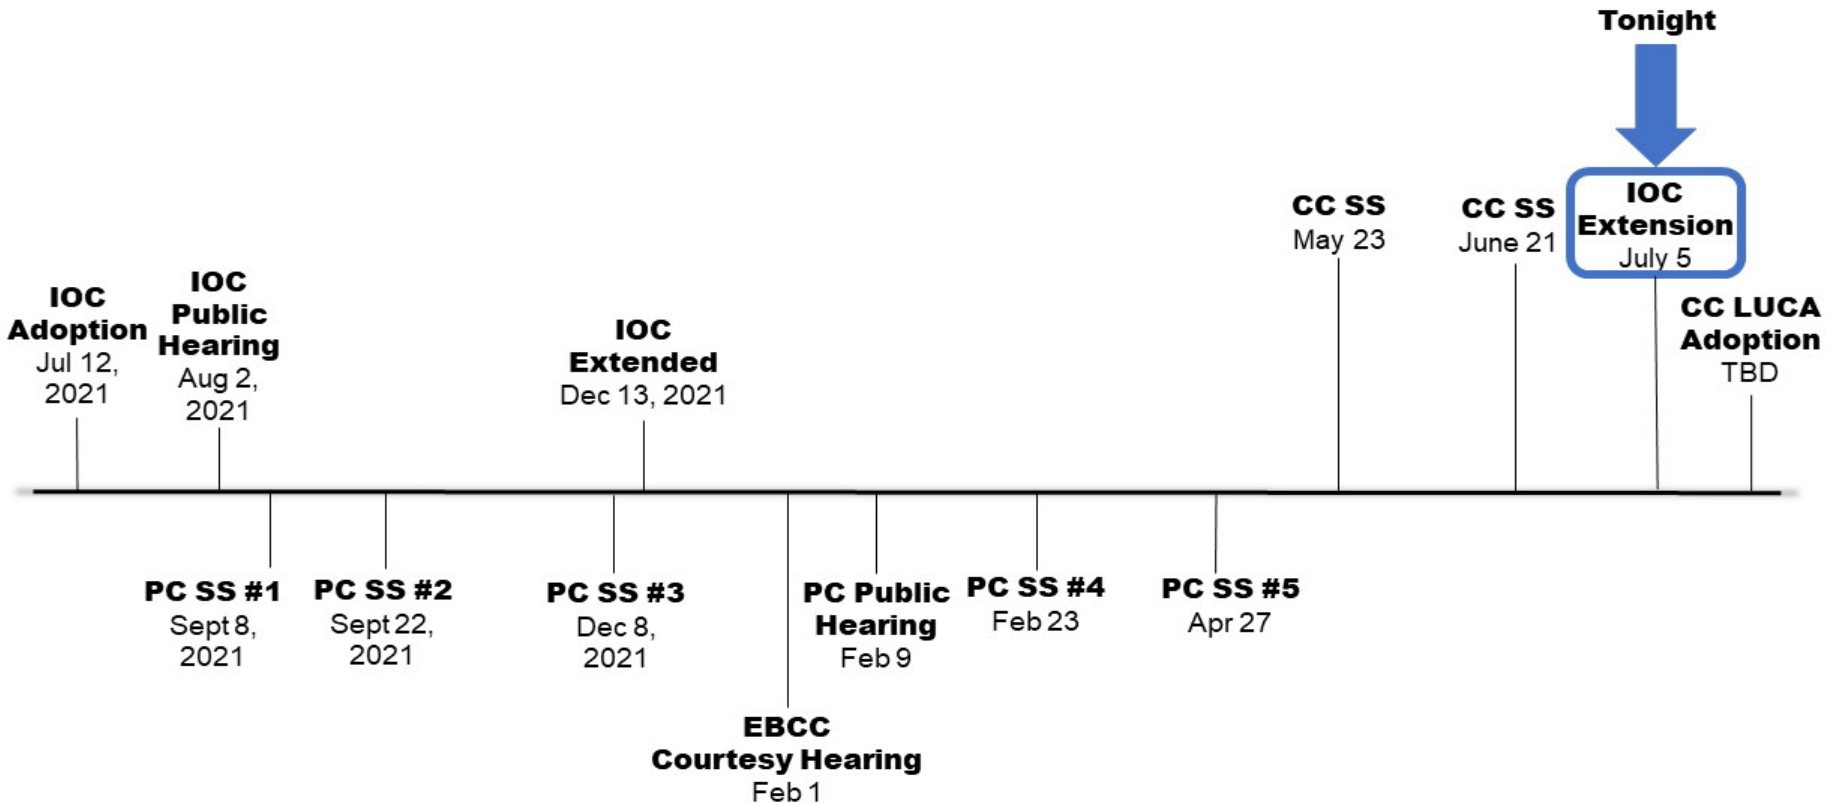 Tonight
IOC
Extension
July 5
CC SS
May 23
CC SS
June 21
IOC
Adoption
Jul 12,
2021
IOC
Public
Hearing
Aug 2,
2021
IOC
Extended
Dec 13, 2021
CC LUCA
Adoption
TBD
PC SS #1
Sept 8,
2021
PC SS #2
Sept 22,
2021
PC SS #3
Dec 8,
2021
PC Public
Hearing
Feb 9
PC SS #4
Feb 23
PC SS #5
Apr 27
EBCC
Courtesy Hearing
Feb 1